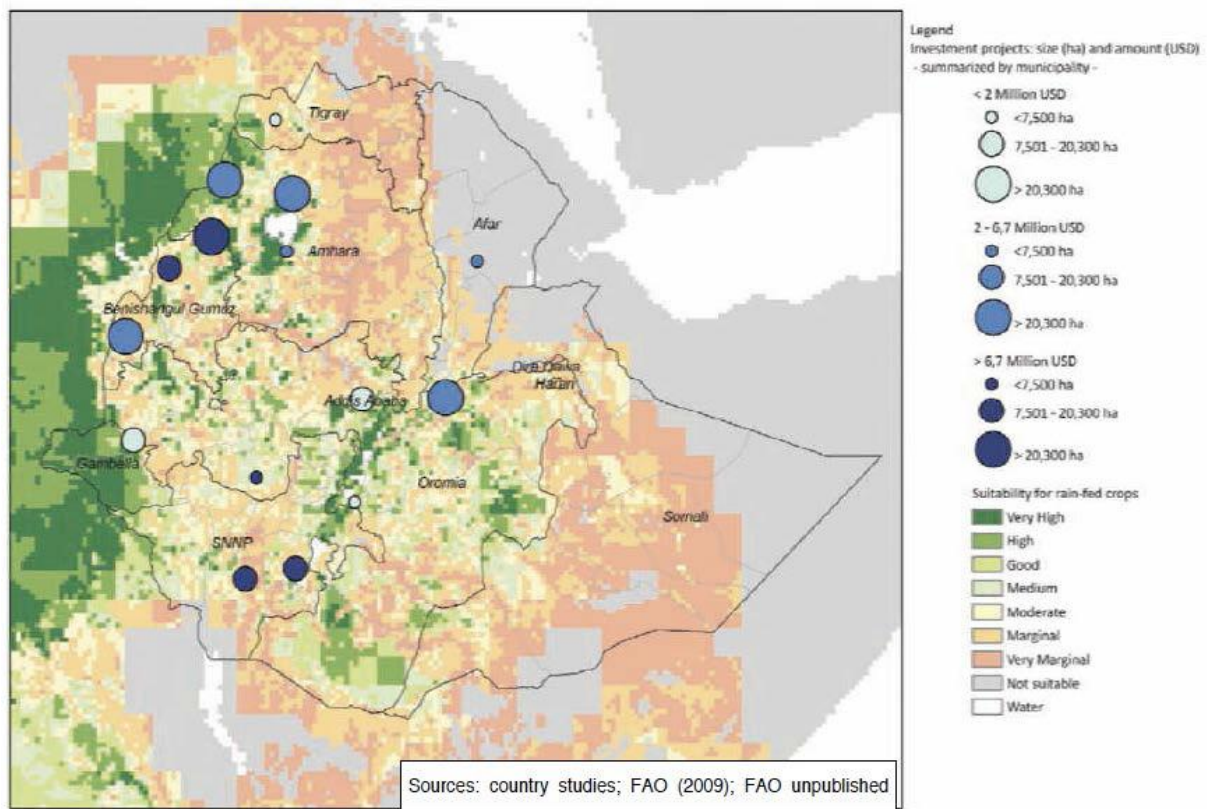 Legend
Investment projects: size (ha) and amount (USD)
- summarized by municipality -
< 2 Million USD
<7,500 ha
7,501 - 20,300 ha
> 20,300 ha
2 - 6,7 Million USD
<7,500 ha
7,501 - 20,300 ha
> 20,300 ha
> 6,7 Million USD
<7,500 ha
7,501 - 20,300 ha
> 20,300 ha
Suitability for rain-fed crops
Very High
High
Good
Medium
Moderate
Marginal
Very Marginal
Not suitable
Water
Tigray
Afar
Amhara
Benishangul Gumuz
Dire Dawa
Harari
Addis Ababa
Gambella
Oromia
Somali
SNNP
Sources: country studies; FAO (2009); FAO unpublished